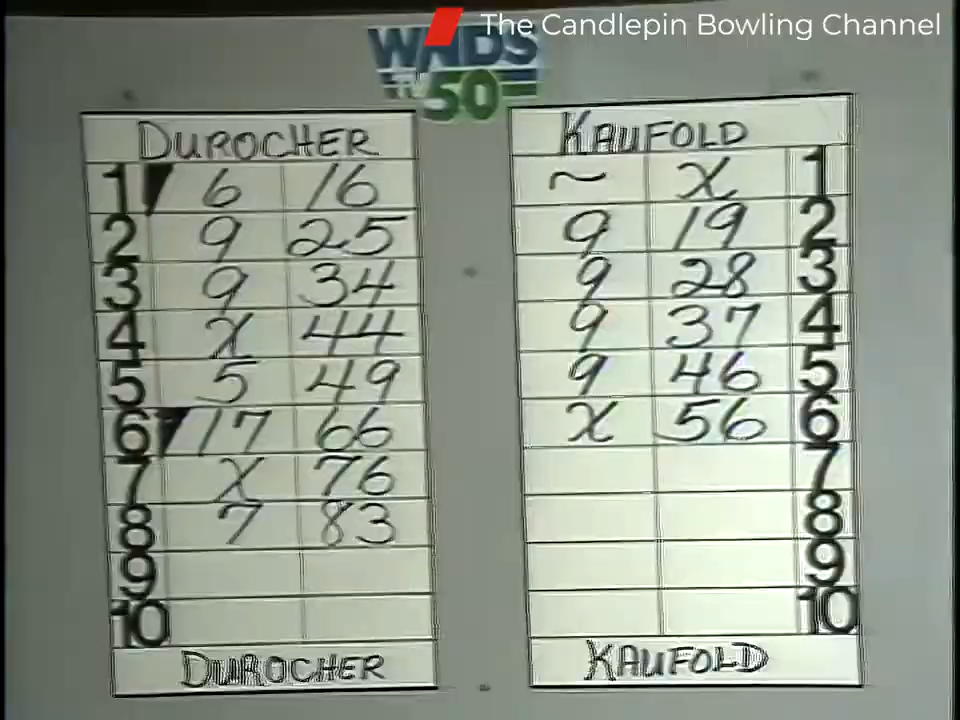 The Candlepin Bowling Channel
WNDS
50
DUROCHER
1 6 16
2 9 25
3 9 34
4 X 44
5 5 49
6 17 66
7 X 76
8 7 83
9
10
DUROCHER
KAUFOLD
~ X 1
9 19 2
9 28 3
9 37 4
9 46 5
X 56 6
7
8
9
10
KAUFOLD